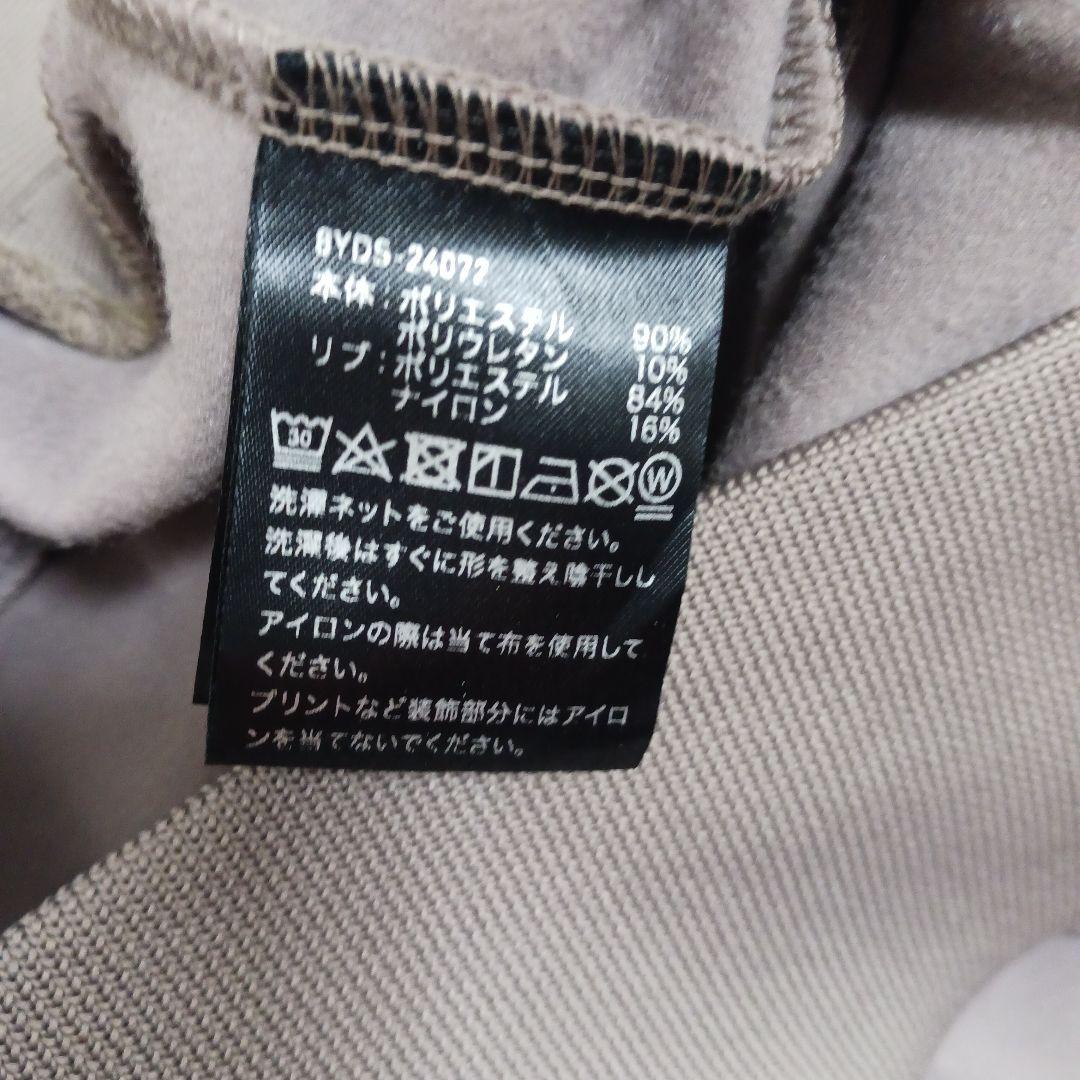 8YDS-24072
本体：ポリエステル 90%
ポリウレタン 10%
リブ：ポリエステル 84%
ナイロン 16%
30
W
洗濯ネットをご使用ください。
洗濯後はすぐに形を整え陰干しし
てください。
アイロンの際は当て布を使用して
ください。
プリントなど装飾部分にはアイロ
ンを当てないでください。